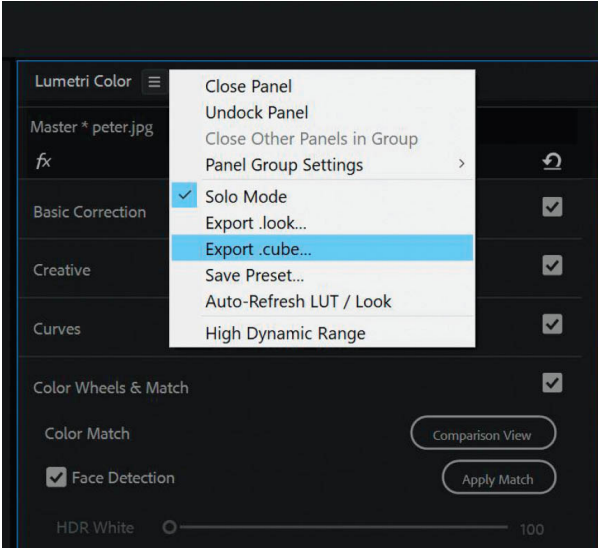 Lumetri Color
Close Panel
Undock Panel
Close Other Panels in Group
Master * peter.jpg
Panel Group Settings
fx
Solo Mode
Basic Correction
Export .look...
Export .cube...
Creative
Save Preset...
Auto-Refresh LUT / Look
Curves
High Dynamic Range
Color Wheels & Match
Color Match
Comparison View
Face Detection
Apply Match
HDR White
100